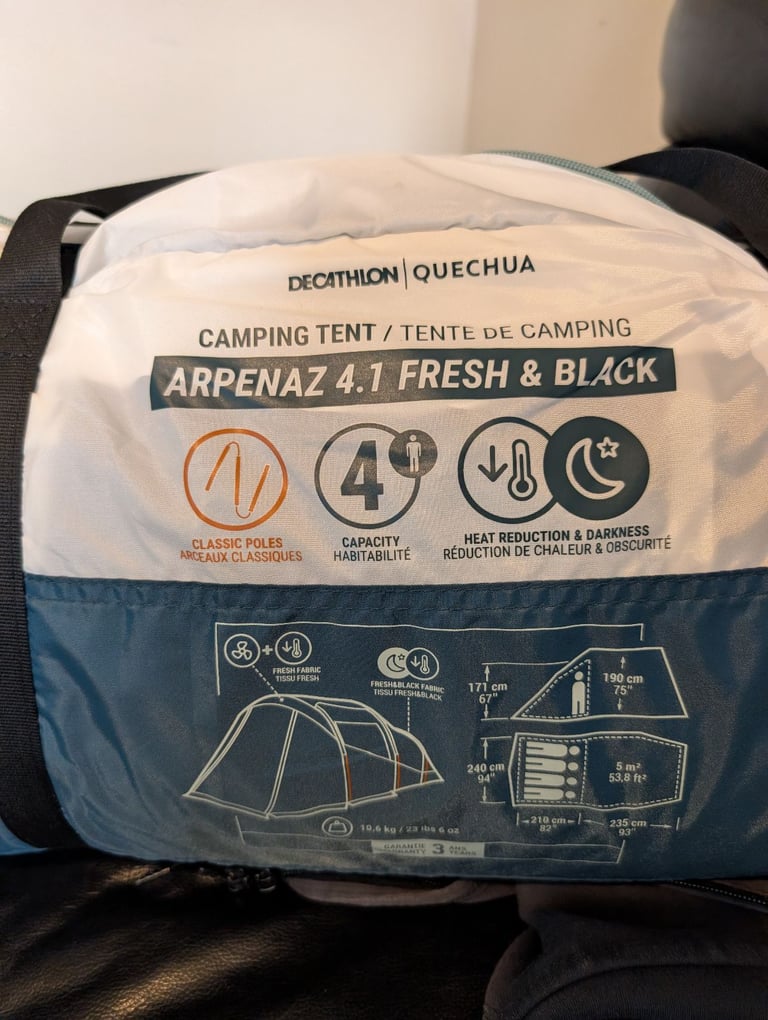 DECATHLON | QUECHUA
CAMPING TENT / TENTE DE CAMPING
ARPENAZ 4.1 FRESH & BLACK
4
CLASSIC POLES
ARCEAUX CLASSIQUES
CAPACITY
HABITABILITÉ
HEAT REDUCTION & DARKNESS
RÉDUCTION DE CHALEUR & OBSCURITÉ
+
FRESH FABRIC
TISSU FRESH
FRESH&BLACK FABRIC
TISSU FRESH&BLACK
171 cm
67"
190 cm
75"
240 cm
94"
5 m²
53,8 ft²
210 cm
82"
235 cm
93"
10,6 kg / 23 lbs 6 oz
GARANTIE 3 ANS
WARRANTY YEARS